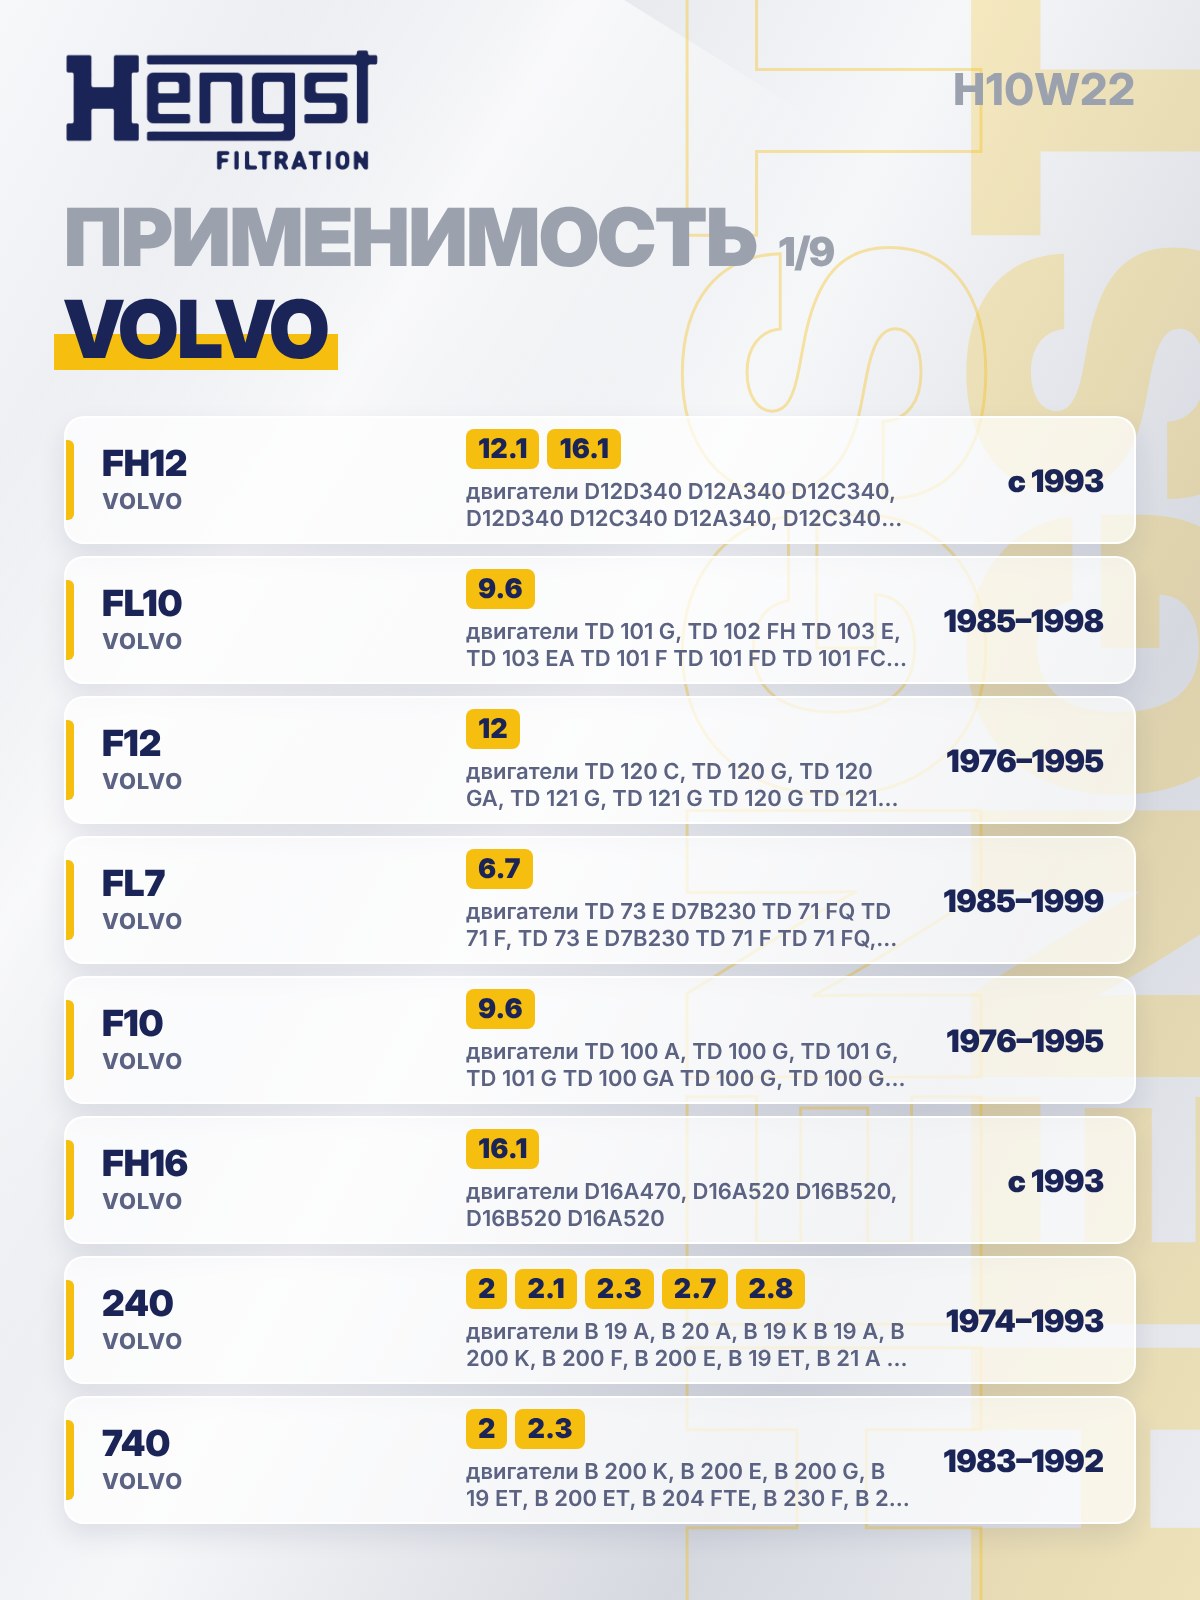 Hengst
FILTRATION
H10W22
ПРИМЕНИМОСТЬ 1/9
VOLVO
FH12
VOLVO
12.1 16.1
двигатели D12D340 D12A340 D12C340,
D12D340 D12C340 D12A340, D12C340...
с 1993
FL10
VOLVO
9.6
двигатели TD 101 G, TD 102 FH TD 103 E,
TD 103 EA TD 101 F TD 101 FD TD 101 FC...
1985–1998
F12
VOLVO
12
двигатели TD 120 C, TD 120 G, TD 120
GA, TD 121 G, TD 121 G TD 120 G TD 121...
1976–1995
FL7
VOLVO
6.7
двигатели TD 73 E D7B230 TD 71 FQ TD
71 F, TD 73 E D7B230 TD 71 F TD 71 FQ,...
1985–1999
F10
VOLVO
9.6
двигатели TD 100 A, TD 100 G, TD 101 G,
TD 101 G TD 100 GA TD 100 G, TD 100 G...
1976–1995
FH16
VOLVO
16.1
двигатели D16A470, D16A520 D16B520,
D16B520 D16A520
с 1993
240
VOLVO
2 2.1 2.3 2.7 2.8
двигатели B 19 A, B 20 A, B 19 K B 19 A, B
200 K, B 200 F, B 200 E, B 19 ET, B 21 A ...
1974–1993
740
VOLVO
2 2.3
двигатели B 200 K, B 200 E, B 200 G, B
19 ET, B 200 ET, B 204 FTE, B 230 F, B 2...
1983–1992
HENGST
HENGST